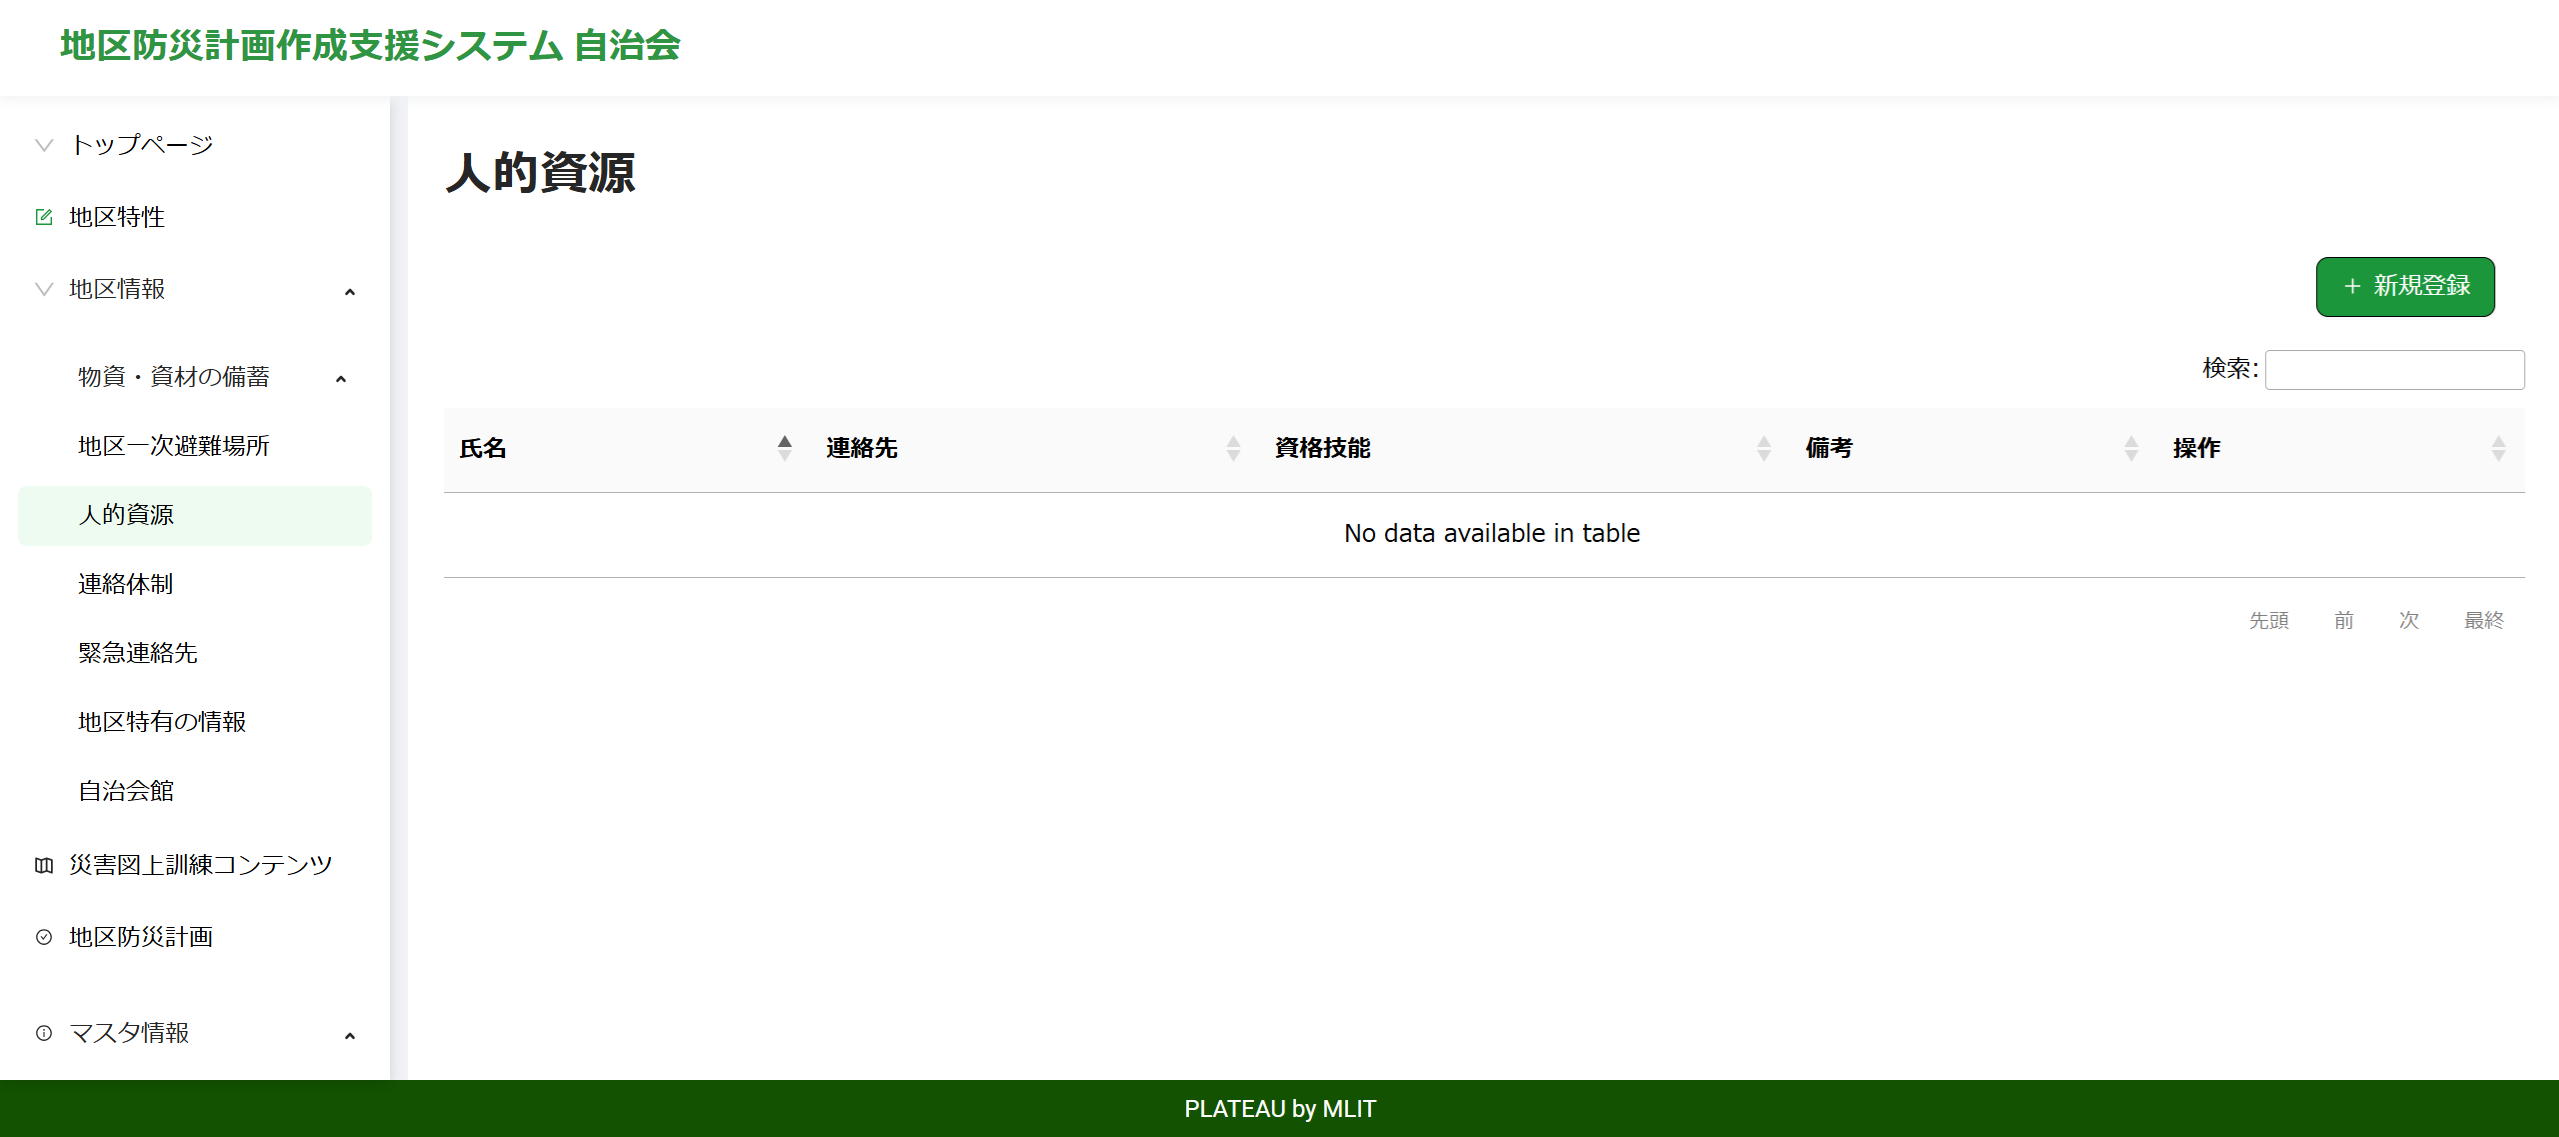 地区防災計画作成支援システム 自治会
トップページ
地区特性
地区情報
物資・資材の備蓄
地区一次避難場所
人的資源
連絡体制
緊急連絡先
地区特有の情報
自治会館
災害図上訓練コンテンツ
地区防災計画
マスタ情報
人的資源
+ 新規登録
検索:
氏名 連絡先 資格技能 備考 操作
No data available in table
先頭 前 次 最終
PLATEAU by MLIT